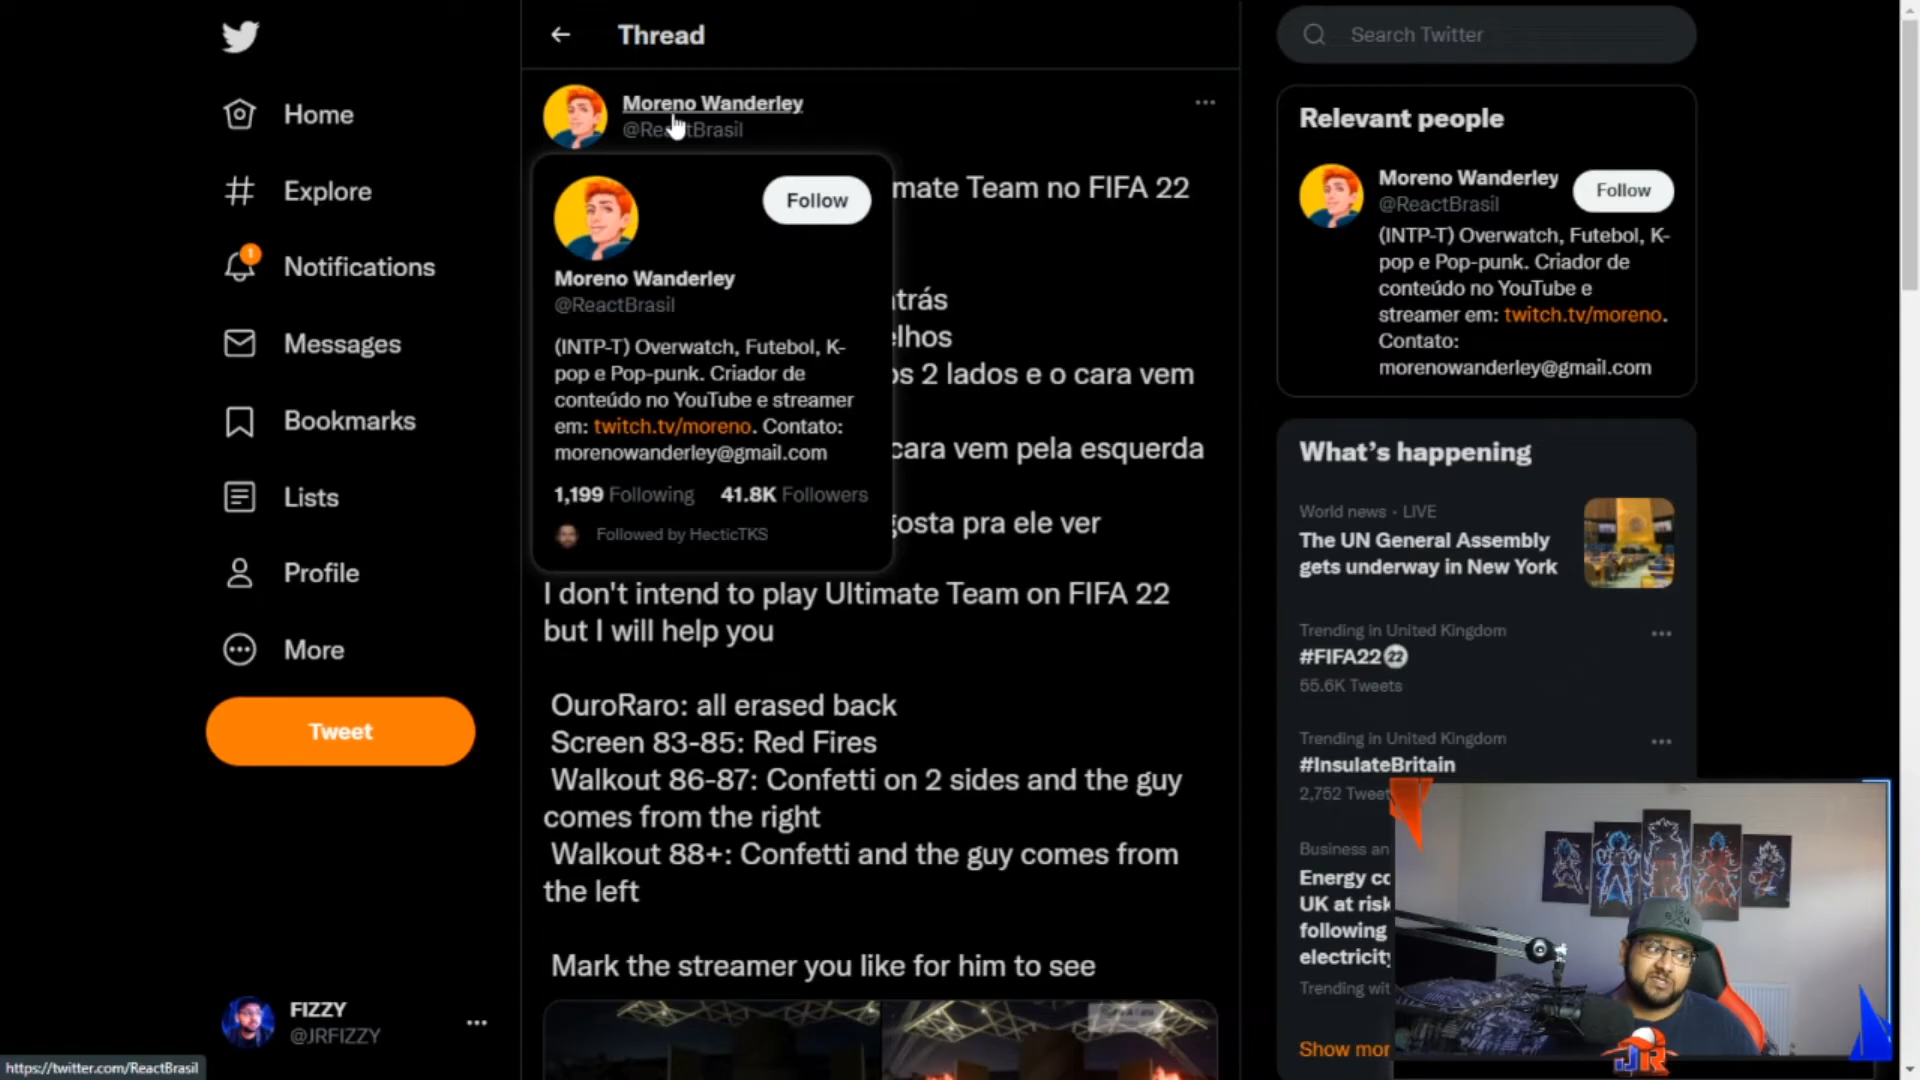 Home
Explore
1
Notifications
Messages
Bookmarks
Lists
Profile
More
Tweet
FIZZY
@JRFIZZY
https://twitter.com/ReactBrasil
Thread
Moreno Wanderley
@ReactBrasil
mate Team no FIFA 22
Follow
Moreno Wanderley
@ReactBrasil
(INTP-T) Overwatch, Futebol, K-
pop e Pop-punk. Criador de
conteúdo no YouTube e streamer
em: twitch.tv/moreno. Contato:
morenowanderley@gmail.com
1,199 Following 41.8K Followers
Followed by HecticTKS
trás
elhos
os 2 lados e o cara vem
cara vem pela esquerda
gosta pra ele ver
I don't intend to play Ultimate Team on FIFA 22
but I will help you
OuroRaro: all erased back
Screen 83-85: Red Fires
Walkout 86-87: Confetti on 2 sides and the guy
comes from the right
Walkout 88+: Confetti and the guy comes from
the left
Mark the streamer you like for him to see
Search Twitter
Relevant people
Moreno Wanderley
@ReactBrasil
Follow
(INTP-T) Overwatch, Futebol, K-
pop e Pop-punk. Criador de
conteúdo no YouTube e
streamer em: twitch.tv/moreno.
Contato:
morenowanderley@gmail.com
What's happening
World news · LIVE
The UN General Assembly
gets underway in New York
Trending in United Kingdom
#FIFA22 22
55.6K Tweets
Trending in United Kingdom
#InsulateBritain
2,752 Tweet
Business an
Energy co
UK at risk
following
electricity
Trending wit
Show mor
JR